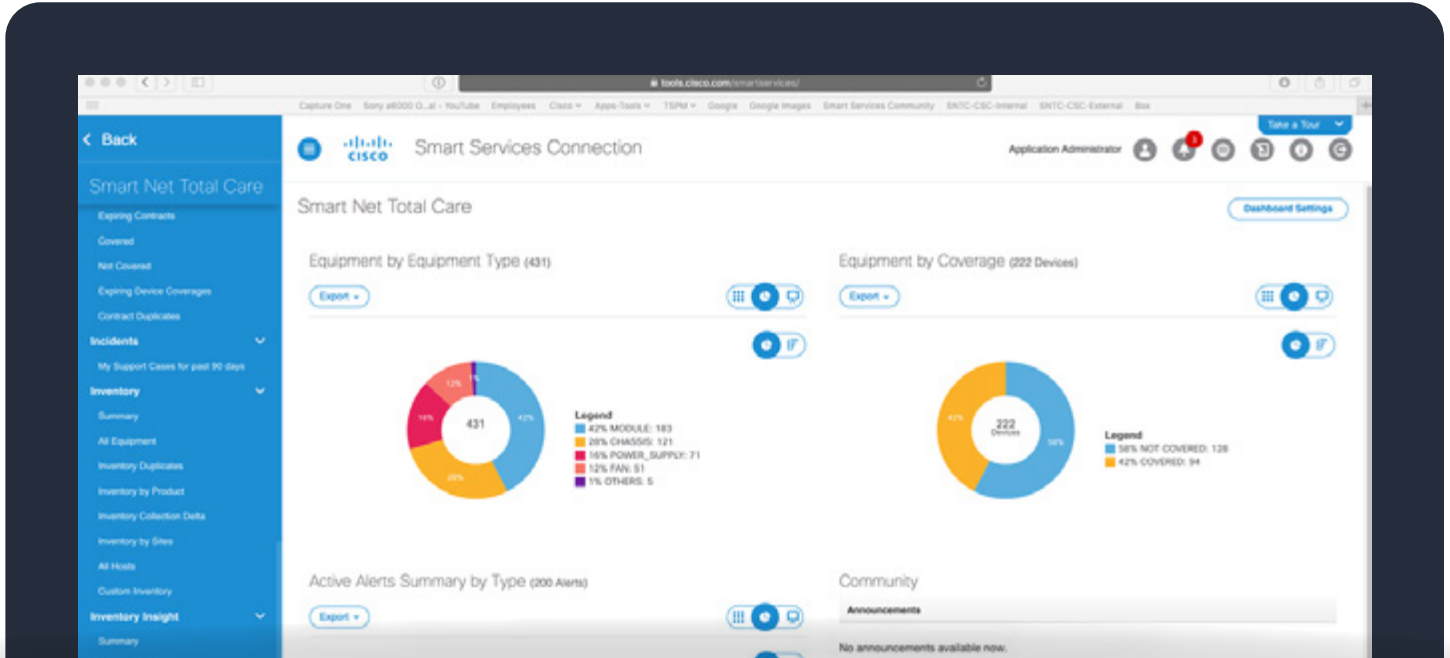 tools.cisco.com/smartservices/
Capture One Sony a6000 O...al - YouTube Employees Cisco Apps-Tools TSPM Google Google Images Smart Services Community SNTC-CSC-Internal SNTC-CSC-External Box
Take a Tour
Back
CISCO
Smart Services Connection
Application Administrator
3
Smart Net Total Care
Expiring Contracts
Covered
Not Covered
Expiring Device Coverages
Contract Duplicates
Incidents
My Support Cases for past 90 days
Inventory
Summary
All Equipment
Inventory Duplicates
Inventory by Product
Inventory Collection Delta
Inventory by Sites
All Hosts
Custom Inventory
Inventory Insight
Summary
Smart Net Total Care
Dashboard Settings
Equipment by Equipment Type (431)
Export
12%
1%
16%
431
42%
28%
Legend
42% MODULE: 183
28% CHASSIS: 121
16% POWER_SUPPLY: 71
12% FAN: 51
1% OTHERS: 5
Equipment by Coverage (222 Devices)
Export
42%
222
Devices
58%
Legend
58% NOT COVERED: 128
42% COVERED: 94
Active Alerts Summary by Type (200 Alerts)
Export
Community
Announcements
No announcements available now.